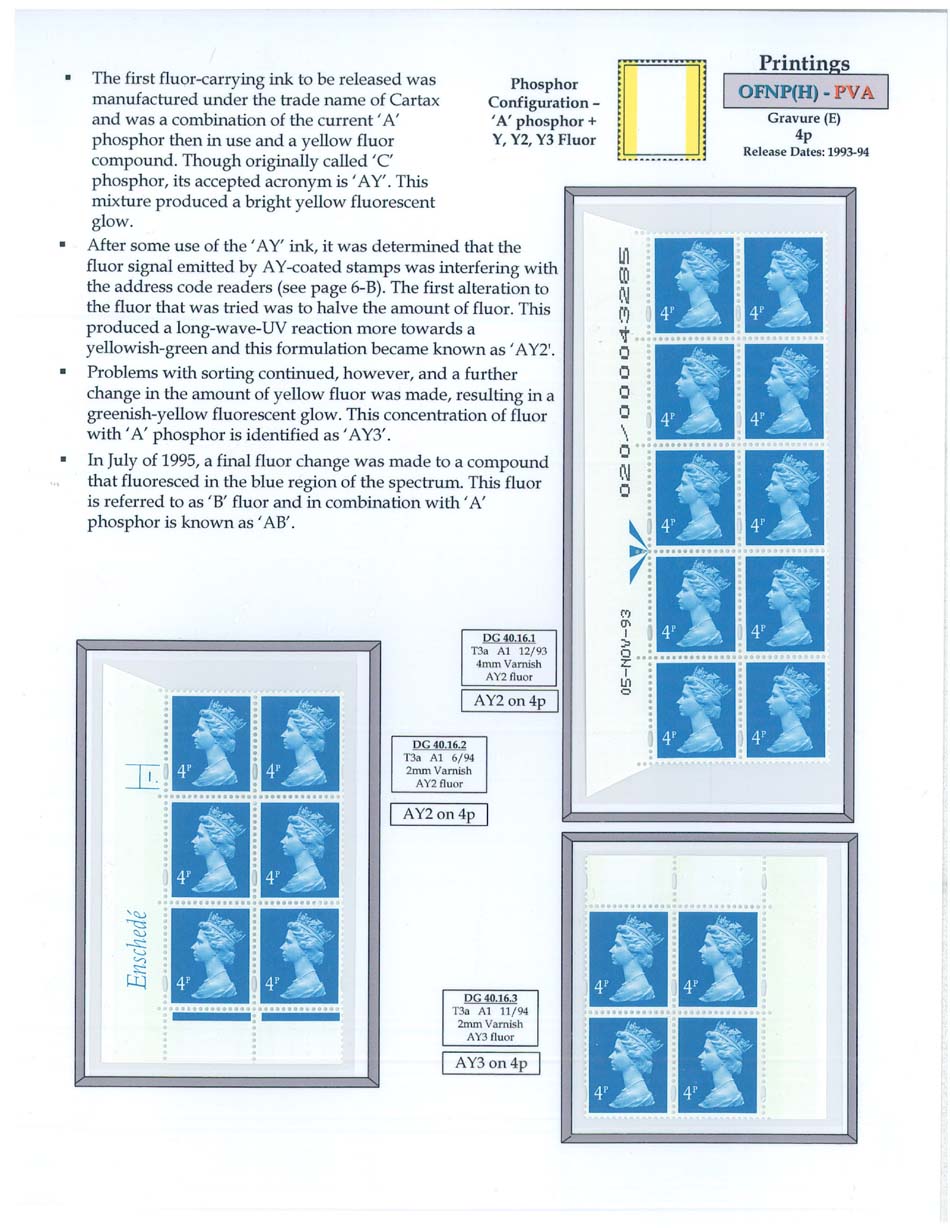 ▪ The first fluor-carrying ink to be released was
manufactured under the trade name of Cartax
and was a combination of the current ‘A’
phosphor then in use and a yellow fluor
compound. Though originally called ‘C’
phosphor, its accepted acronym is ‘AY’. This
mixture produced a bright yellow fluorescent
glow.
▪ After some use of the ‘AY’ ink, it was determined that the
fluor signal emitted by AY-coated stamps was interfering with
the address code readers (see page 6-B). The first alteration to
the fluor that was tried was to halve the amount of fluor. This
produced a long-wave-UV reaction more towards a
yellowish-green and this formulation became known as ‘AY2'.
▪ Problems with sorting continued, however, and a further
change in the amount of yellow fluor was made, resulting in a
greenish-yellow fluorescent glow. This concentration of fluor
with ‘A’ phosphor is identified as ‘AY3’.
▪ In July of 1995, a final fluor change was made to a compound
that fluoresced in the blue region of the spectrum. This fluor
is referred to as ‘B’ fluor and in combination with ‘A’
phosphor is known as ‘AB’.
Phosphor
Configuration –
‘A’ phosphor +
Y, Y2, Y3 Fluor
Printings
OFNP(H) - PVA
Gravure (E)
4p
Release Dates: 1993-94
020/000043285
05-NOV-93
4P
4P
4P
4P
4P
4P
4P
4P
4P
4P
DG 40.16.1
T3a A1 12/93
4mm Varnish
AY2 fluor
AY2 on 4p
DG 40.16.2
T3a A1 6/94
2mm Varnish
AY2 fluor
AY2 on 4p
H.
Enschedé
4P
4P
4P
4P
4P
4P
DG 40.16.3
T3a A1 11/94
2mm Varnish
AY3 fluor
AY3 on 4p
4P
4P
4P
4P